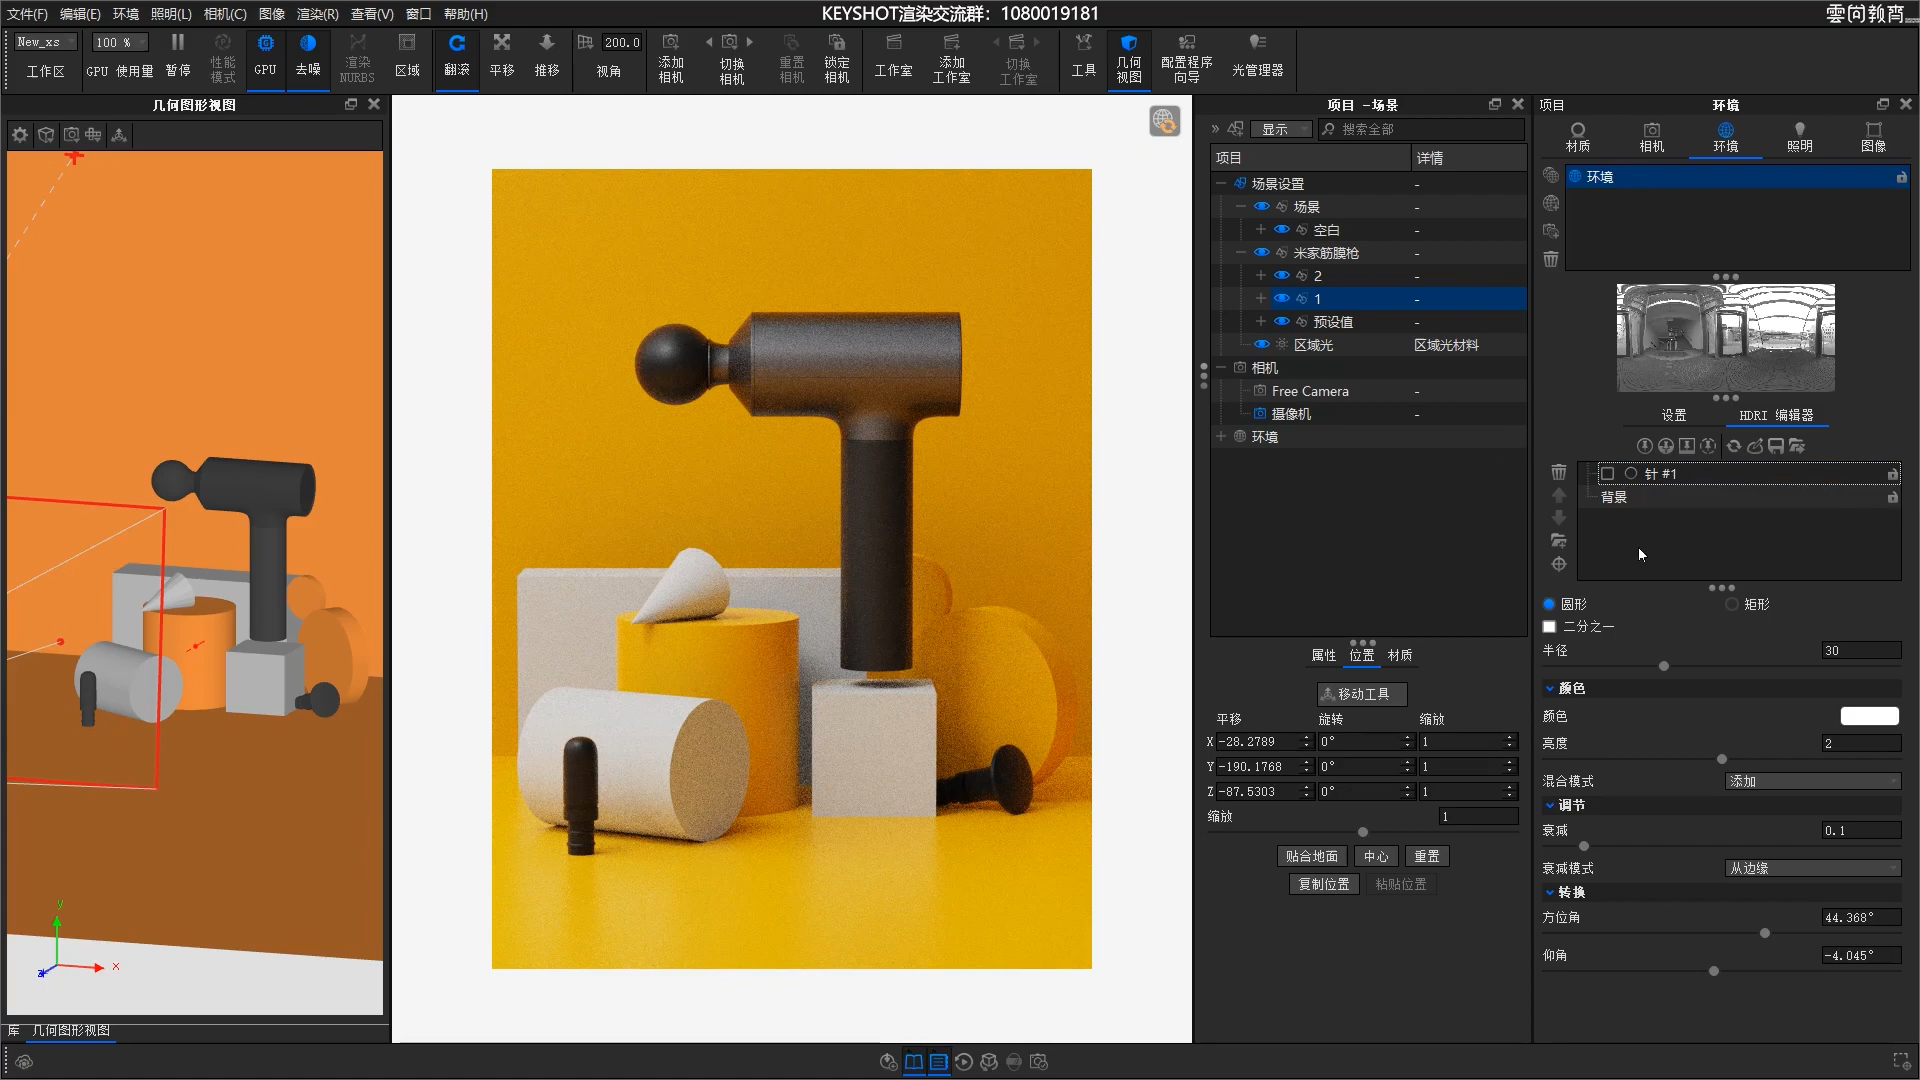 文件(F) 编辑(E) 环境 照明(L) 相机(C) 图像 渲染(R) 查看(V) 窗口 帮助(H)
KEYSHOT渲染交流群：1080019181
New_xs
100 %
200.0
工作区
GPU 使用量
暂停
性能
模式
GPU
去噪
渲染
NURBS
区域
翻滚
平移
推移
视角
添加
相机
切换
相机
重置
相机
锁定
相机
工作室
添加
工作室
切换
工作室
工具
几何
视图
配置程序
向导
光管理器
几何图形视图
y
x
z
库 几何图形视图
项目 -场景
显示
搜索全部
项目 详情
场景设置 -
场景 -
空白 -
米家筋膜枪 -
2 -
1 -
预设值 -
区域光 区域光材料
相机
Free Camera -
摄像机 -
环境
属性 位置 材质
移动工具
平移 旋转 缩放
X -28.2789 0° 1
Y -190.1768 0° 1
Z -87.5303 0° 1
缩放 1
贴合地面 中心 重置
复制位置 粘贴位置
项目 环境
材质 相机 环境 照明 图像
环境
设置 HDRI 编辑器
针 #1
背景
圆形 矩形
二分之一
半径 30
颜色
颜色
亮度 2
混合模式 添加
调节
衰减 0.1
衰减模式 从边缘
转换
方位角 44.368°
仰角 -4.045°